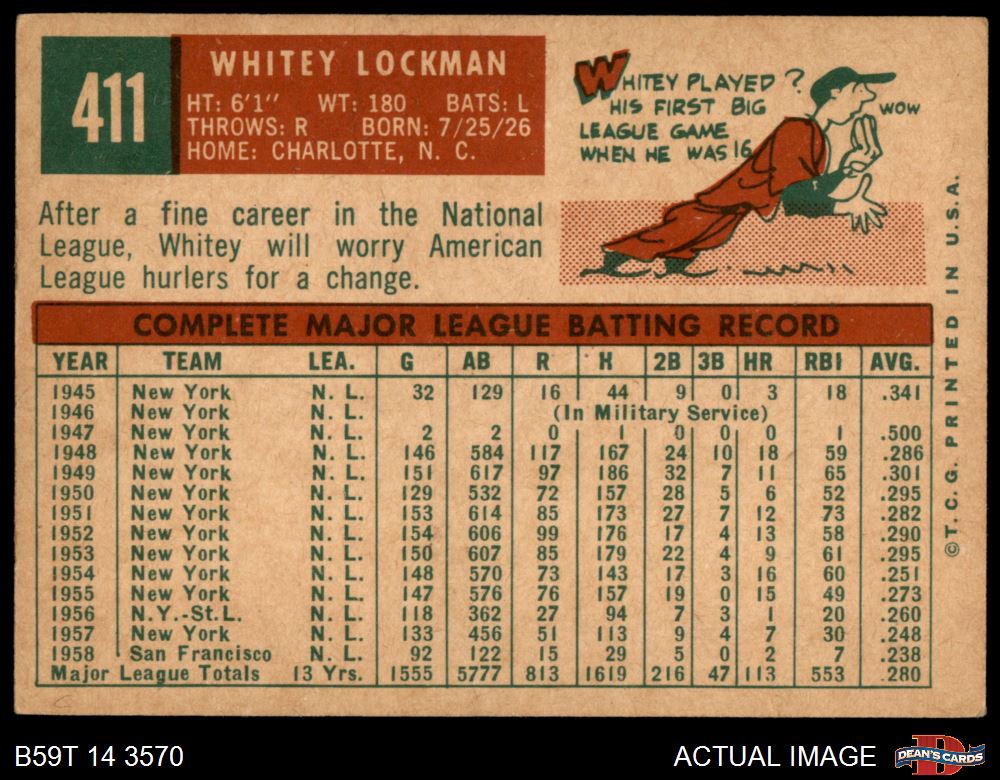 411
WHITEY LOCKMAN
HT: 6'1" WT: 180 BATS: L
THROWS: R BORN: 7/25/26
HOME: CHARLOTTE, N. C.
After a fine career in the National
League, Whitey will worry American
League hurlers for a change.
WHITEY PLAYED ?
HIS FIRST BIG
LEAGUE GAME
WHEN HE WAS 16
WOW
COMPLETE MAJOR LEAGUE BATTING RECORD
YEAR TEAM LEA. G AB R H 2B 3B HR RBI AVG.
1945 New York N. L. 32 129 16 44 9 0 3 18 .341
1946 New York N. L. (In Military Service)
1947 New York N. L. 2 2 0 1 0 0 0 1 .500
1948 New York N. L. 146 584 117 167 24 10 18 59 .286
1949 New York N. L. 151 617 97 186 32 7 11 65 .301
1950 New York N. L. 129 532 72 157 28 5 6 52 .295
1951 New York N. L. 153 614 85 173 27 7 12 73 .282
1952 New York N. L. 154 606 99 176 17 4 13 58 .290
1953 New York N. L. 150 607 85 179 22 4 9 61 .295
1954 New York N. L. 148 570 73 143 17 3 16 60 .251
1955 New York N. L. 147 576 76 157 19 0 15 49 .273
1956 N.Y.-St.L. N. L. 118 362 27 94 7 3 1 20 .260
1957 New York N. L. 133 456 51 113 9 4 7 30 .248
1958 San Francisco N. L. 92 122 15 29 5 0 2 7 .238
Major League Totals 13 Yrs. 1555 5777 813 1619 216 47 113 553 .280
© T. C. G. PRINTED IN U.S.A.
B59T 14 3570
ACTUAL IMAGE
DEAN'S CARDS